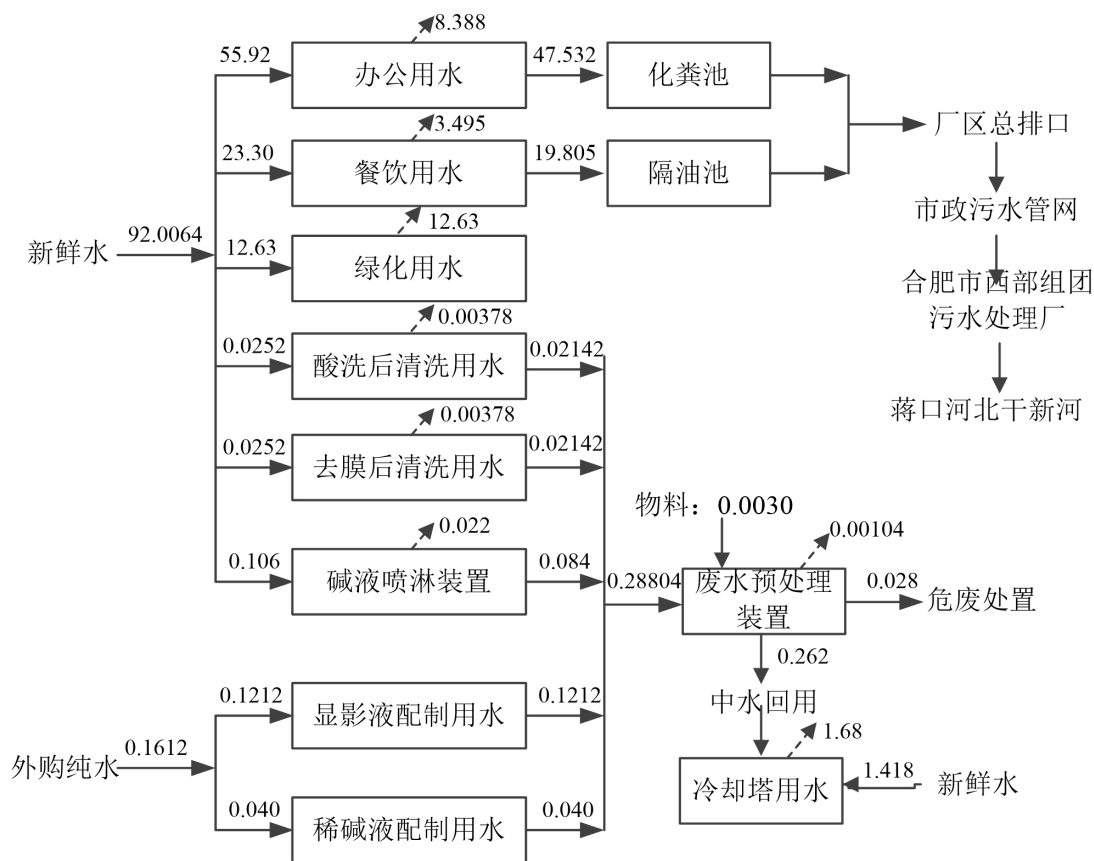 8.388
55.92
办公用水
47.532
化粪池
厂区总排口
3.495
23.30
餐饮用水
19.805
隔油池
市政污水管网
12.63
新鲜水
92.0064
12.63
绿化用水
合肥市西部组团
污水处理厂
0.00378
0.0252
酸洗后清洗用水
0.02142
蒋口河北干新河
0.00378
0.0252
去膜后清洗用水
0.02142
物料：0.0030
0.022
0.00104
0.106
碱液喷淋装置
0.084
0.28804
废水预处理
装置
0.028
危废处置
0.262
中水回用
0.1212
显影液配制用水
0.1212
1.68
外购纯水
0.1612
冷却塔用水
1.418
新鲜水
0.040
稀碱液配制用水
0.040